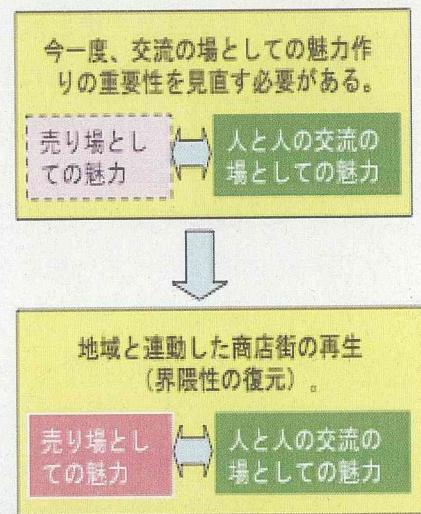 今一度、交流の場としての魅力作
りの重要性を見直す必要がある。
売り場とし
ての魅力
人と人の交流の
場としての魅力
地域と連動した商店街の再生
（界隈性の復元）。
売り場とし
ての魅力
人と人の交流の
場としての魅力